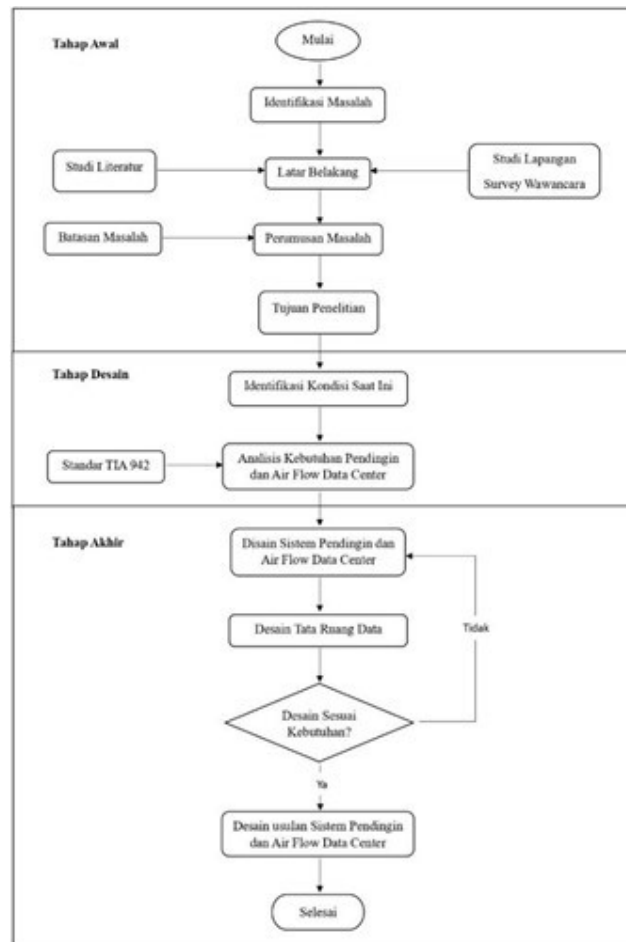 Tahap Awal
Mulai
Identifikasi Masalah
Studi Literatur
Latar Belakang
Studi Lapangan
Survey Wawancara
Batasan Masalah
Perumusan Masalah
Tujuan Penelitian
Tahap Desain
Identifikasi Kondisi Saat Ini
Standar TIA 942
Analisis Kebutuhan Pendingin
dan Air Flow Data Center
Tahap Akhir
Disain Sistem Pendingin dan
Air Flow Data Center
Desain Tata Ruang Data
Tidak
Desain Sesuai
Kebutuhan?
Ya
Desain usulan Sistem Pendingin
dan Air Flow Data Center
Selesai